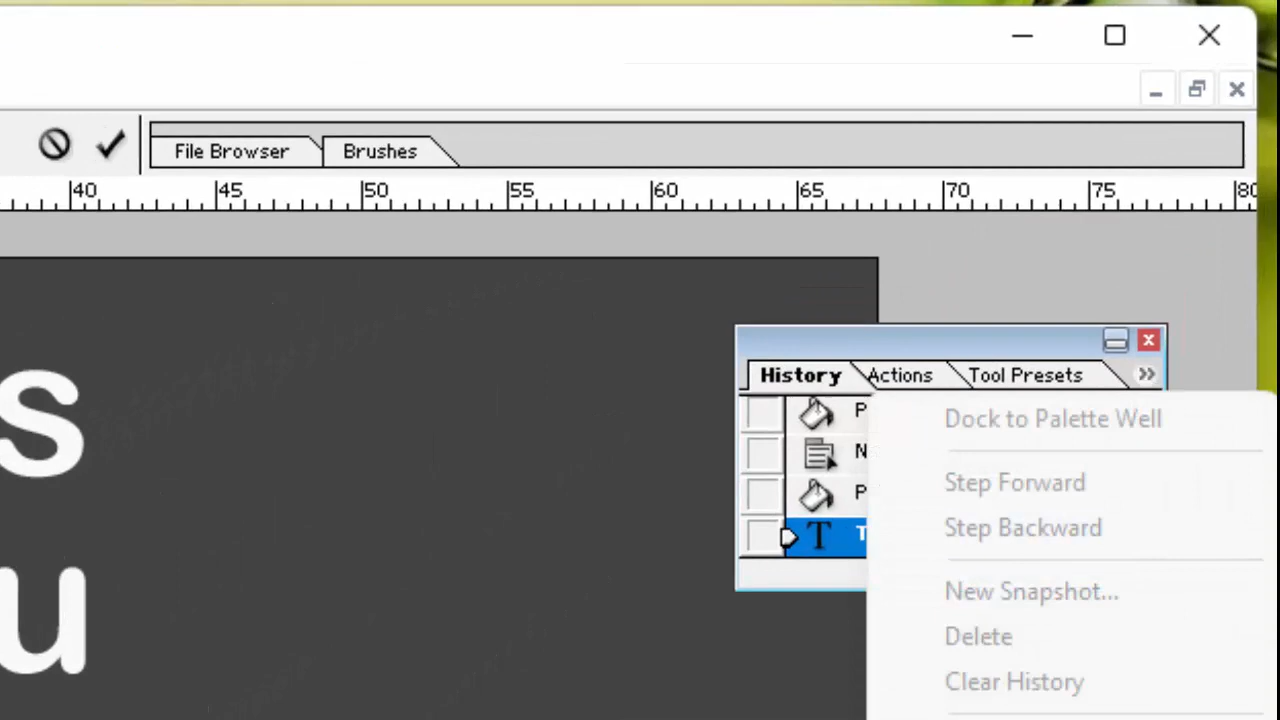 File Browser Brushes
40 45 50 55 60 65 70 75 80
s
History Actions Tool Presets
P
Dock to Palette Well
N
Step Forward
P
Step Backward
T T
u
New Snapshot...
Delete
Clear History